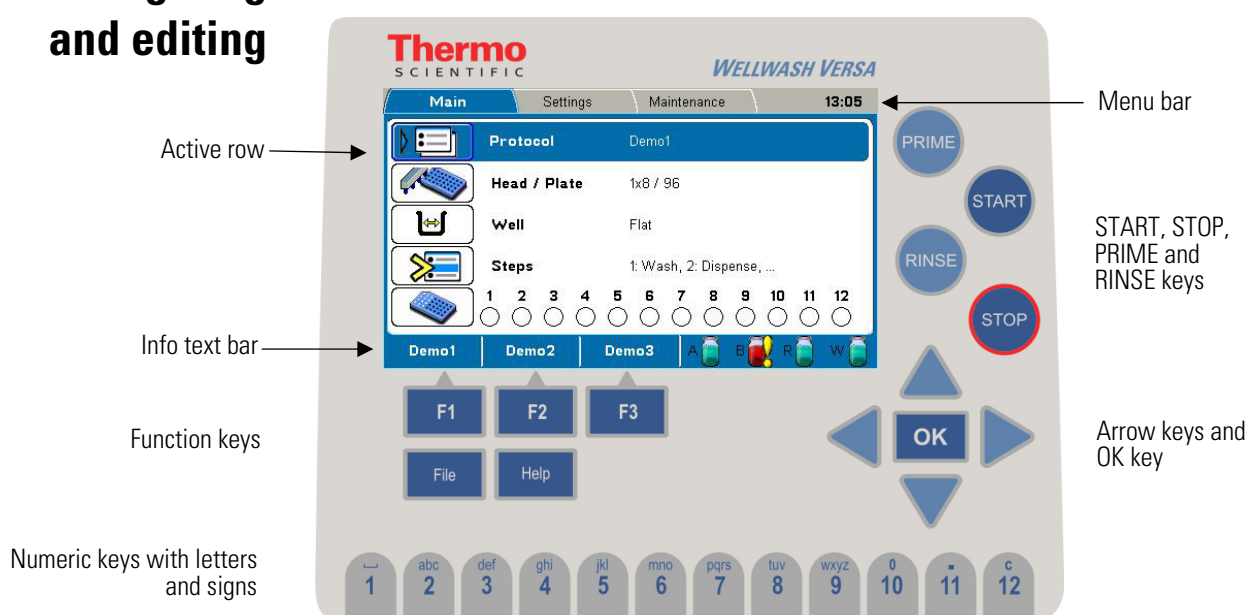 and editing
Thermo
SCIENTIFIC
WELLWASH VERSA
Main Settings Maintenance 13:05
Menu bar
Active row
Protocol Demo1
PRIME
Head / Plate 1x8 / 96
START
Well Flat
START, STOP,
PRIME and
RINSE keys
RINSE
Steps 1: Wash, 2: Dispense, ...
1 2 3 4 5 6 7 8 9 10 11 12
STOP
Info text bar
Demo1 Demo2 Demo3 A B R W
F1 F2 F3
Function keys
OK
Arrow keys and
OK key
File Help
Numeric keys with letters
and signs
abc def ghi jkl mno pqrs tuv wxyz 0 . c
1 2 3 4 5 6 7 8 9 10 11 12